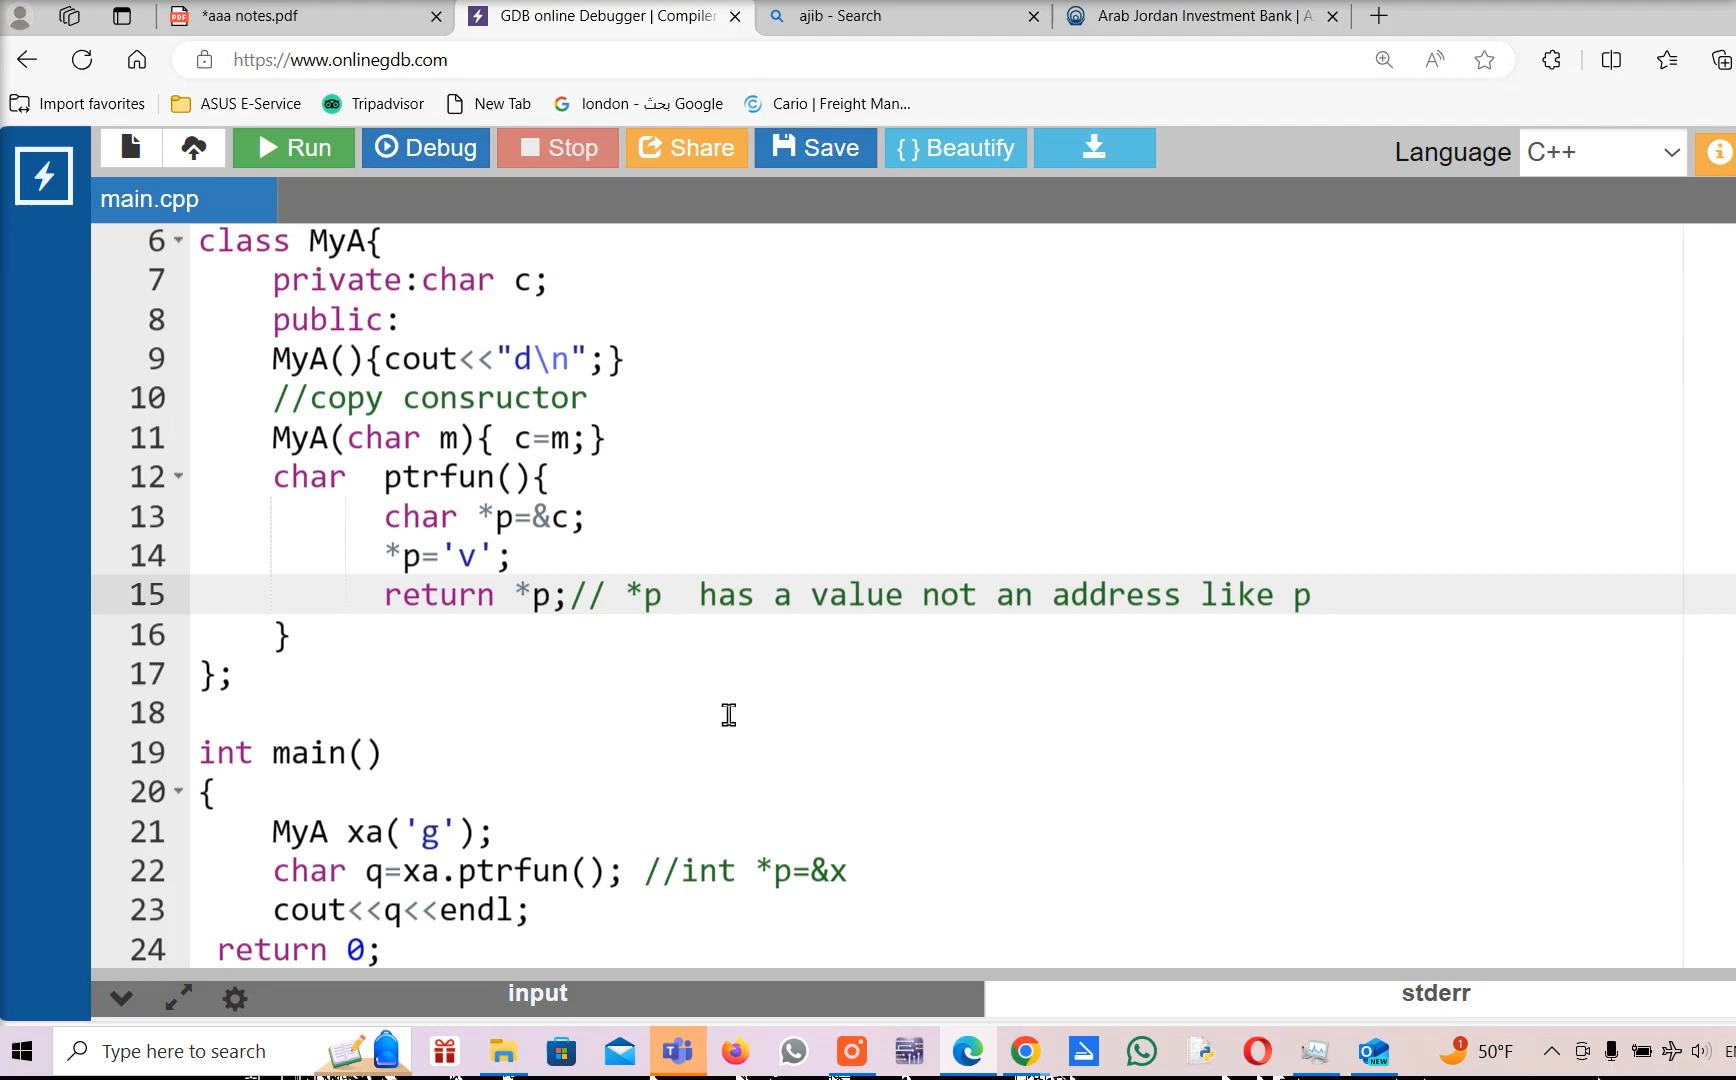 *aaa notes.pdf
GDB online Debugger | Compiler
ajib - Search
Arab Jordan Investment Bank | A
https://www.onlinegdb.com
Import favorites
ASUS E-Service
Tripadvisor
New Tab
london - بحث Google
Cario | Freight Man...
Run
Debug
Stop
Share
Save
{ } Beautify
Language
C++
main.cpp
6 class MyA{
7 private:char c;
8 public:
9 MyA(){cout<<"d\n";}
10 //copy consructor
11 MyA(char m){ c=m;}
12 char  ptrfun(){
13 char *p=&c;
14 *p='v';
15 return *p;// *p  has a value not an address like p
16 }
17 };
18
19 int main()
20 {
21 MyA xa('g');
22 char q=xa.ptrfun(); //int *p=&x
23 cout<<q<<endl;
24 return 0;
input
stderr
Type here to search
NEW
1
50°F